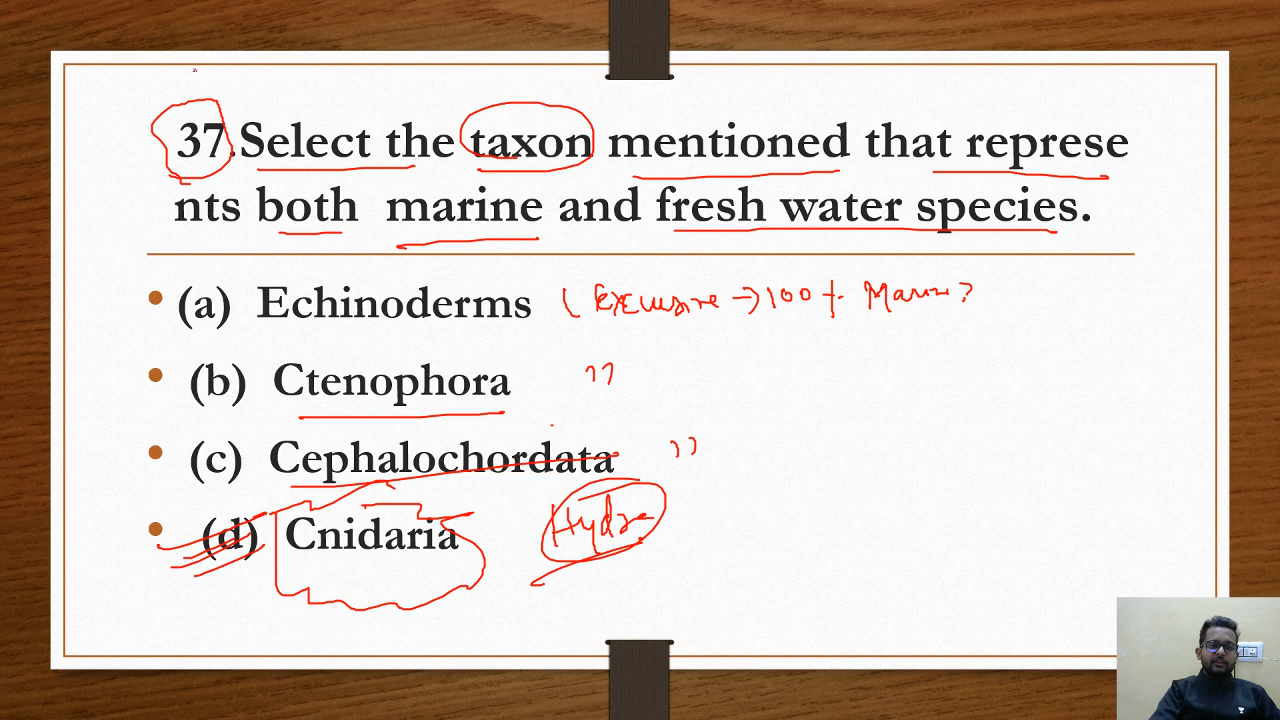 37.Select the taxon mentioned that represe
nts both marine and fresh water species.
• (a) Echinoderms (Exclusive → 100 % Marine)
• (b) Ctenophora ,,
• (c) Cephalochordata ,,
• (d) Cnidaria Hydra